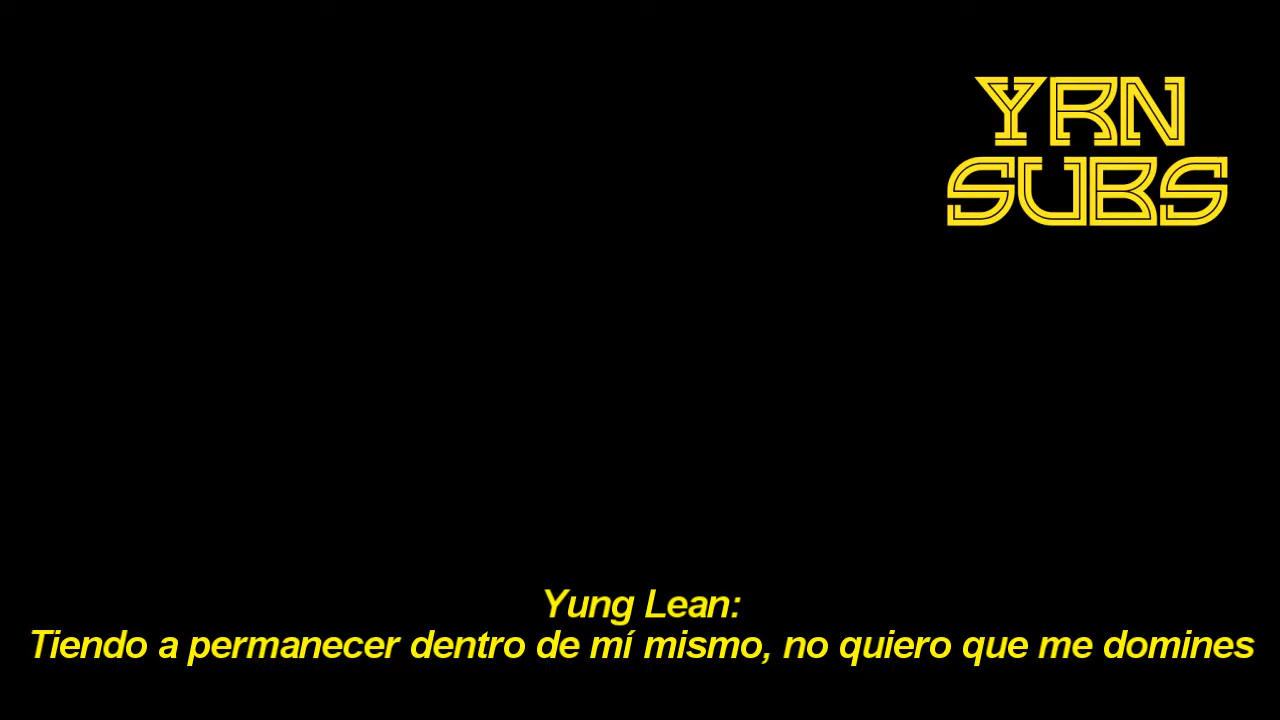 YRN
SUBS
Yung Lean:
Tiendo a permanecer dentro de mí mismo, no quiero que me domines